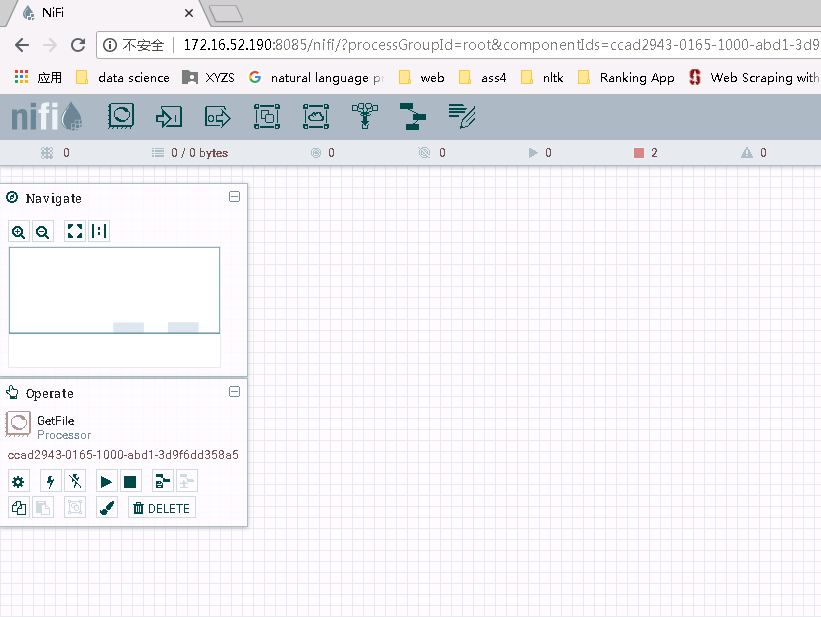 NiFi
不安全 172.16.52.190:8085/nifi/?processGroupId=root&componentIds=ccad2943-0165-1000-abd1-3d9
应用 data science XYZS natural language pr web ass4 nltk Ranking App Web Scraping with
nifi
0 0 / 0 bytes 0 0 0 2 0
Navigate
Operate
GetFile
Processor
ccad2943-0165-1000-abd1-3d9f6dd358a5
DELETE